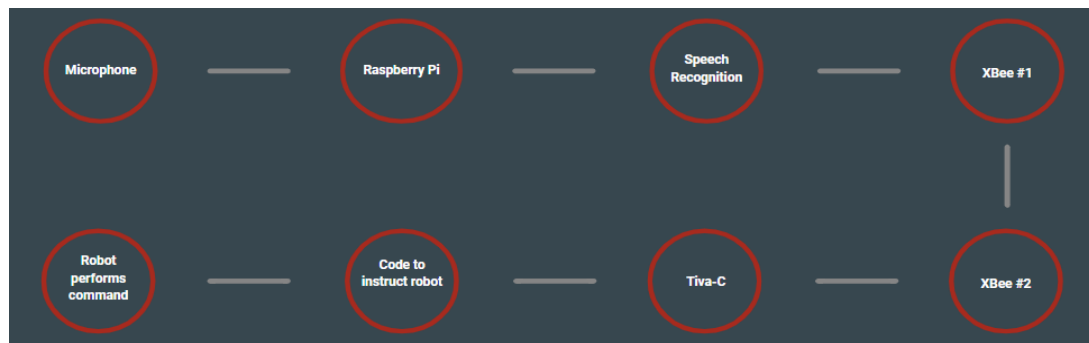 Microphone
Raspberry Pi
Speech
Recognition
XBee #1
Robot
performs
command
Code to
instruct robot
Tiva-C
XBee #2